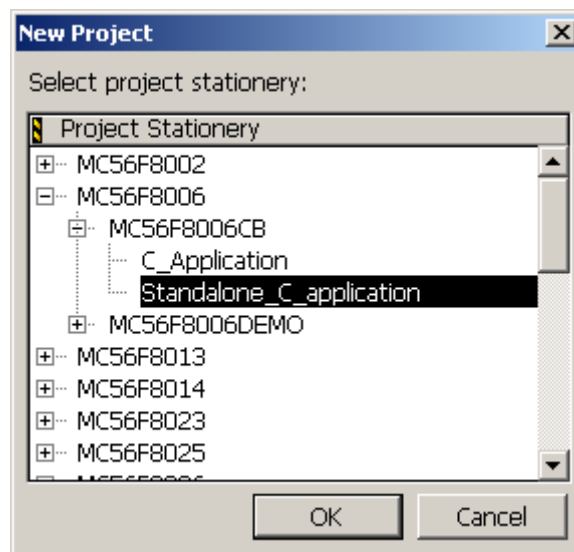 New Project
Select project stationery:
Project Stationery
MC56F8002
MC56F8006
MC56F8006CB
C_Application
Standalone_C_application
MC56F8006DEMO
MC56F8013
MC56F8014
MC56F8023
MC56F8025
OK Cancel